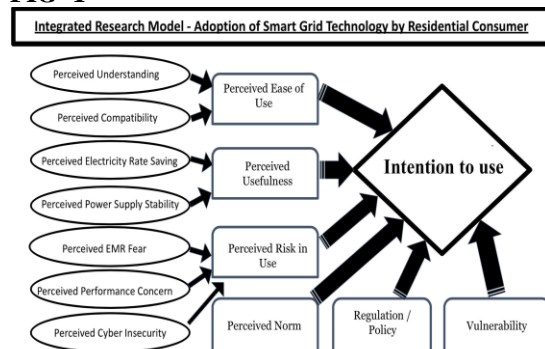 Integrated Research Model - Adoption of Smart Grid Technology by Residential Consumer
Perceived Understanding
Perceived Compatibility
Perceived Electricity Rate Saving
Perceived Power Supply Stability
Perceived EMR Fear
Perceived Performance Concern
Perceived Cyber Insecurity
Perceived Ease of
Use
Perceived
Usefulness
Perceived Risk in
Use
Perceived Norm
Regulation /
Policy
Vulnerability
Intention to use